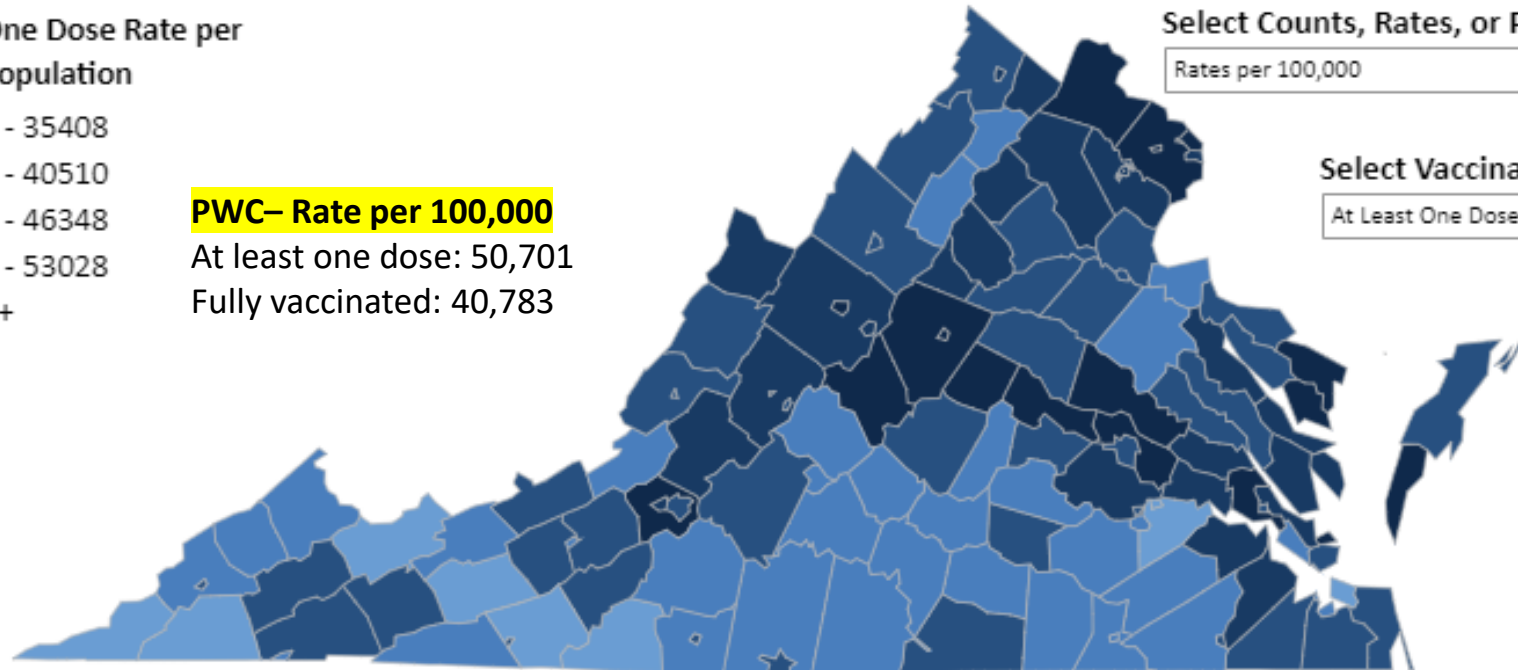 One Dose Rate per
opulation
- 35408
- 40510
- 46348
- 53028
+
PWC– Rate per 100,000
At least one dose: 50,701
Fully vaccinated: 40,783
Select Counts, Rates, or P
Rates per 100,000
Select Vaccina
At Least One Dose